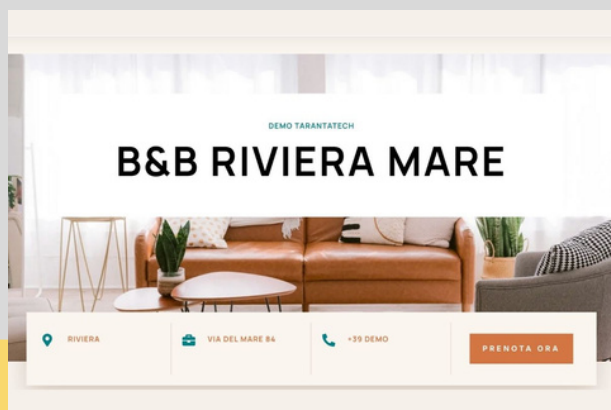 DEMO TARANTATECH
B&B RIVIERA MARE
RIVIERA
VIA DEL MARE 84
+39 DEMO
PRENOTA ORA